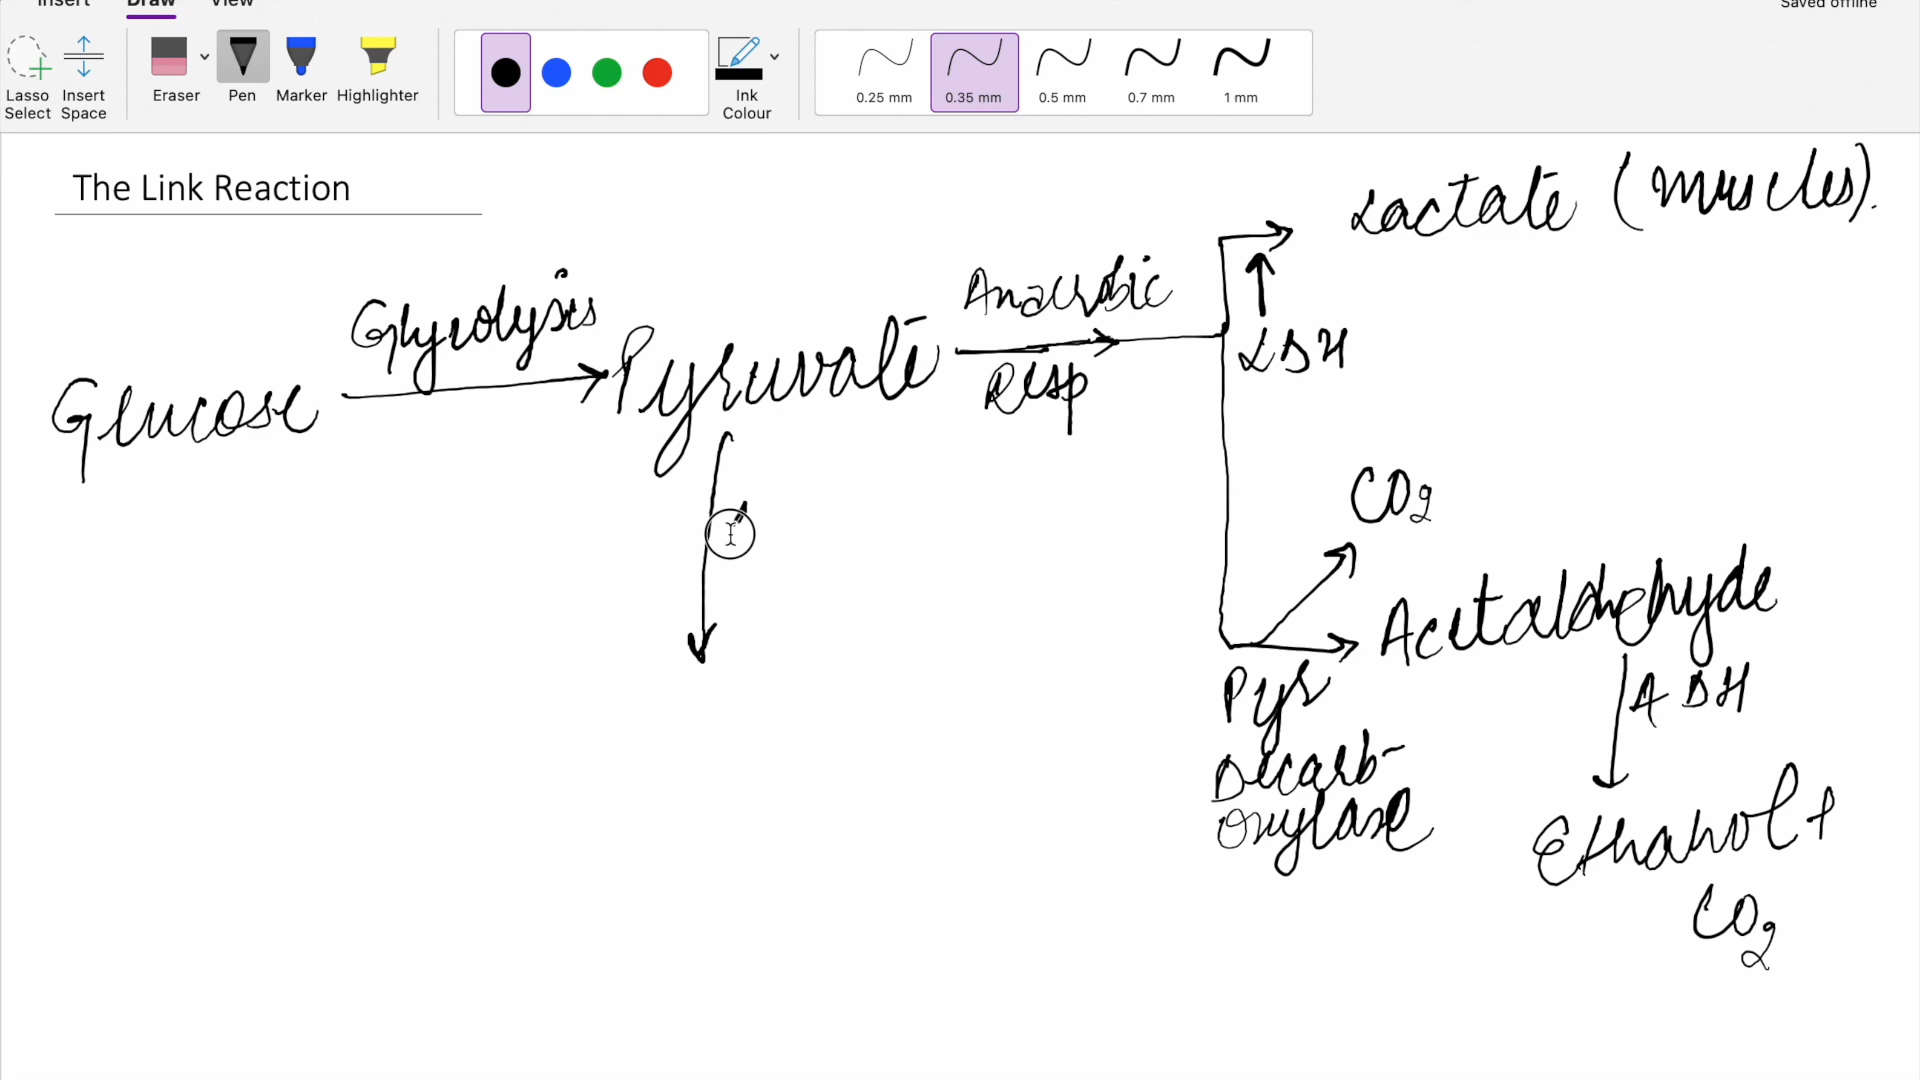 Insert Draw View Saved offline
Lasso Select
Insert Space
Eraser
Pen
Marker
Highlighter
Ink Colour
0.25 mm
0.35 mm
0.5 mm
0.7 mm
1 mm
The Link Reaction
Glucose
Glycolysis
Pyruvate
Anaerobic
Resp
Lactate (muscles).
LDH
CO2
Acetaldehyde
Pyr
Decarb-
oxylase
ADH
Ethanol +
CO2